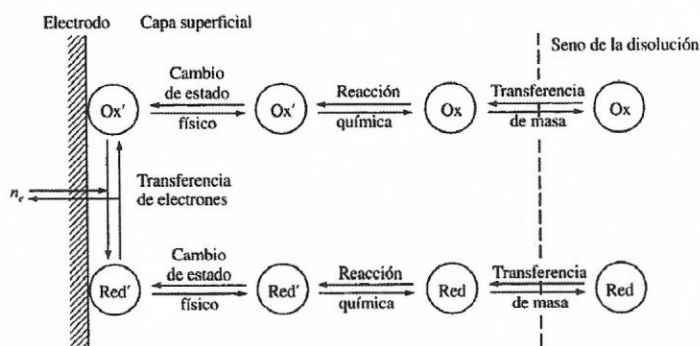 Electrodo Capa superficial
Seno de la disolución
Cambio
de estado
físico
Reacción
química
Transferencia
de masa
Ox′ Ox′ Ox Ox
Transferencia
de electrones
nₑ
Cambio
de estado
físico
Reacción
química
Transferencia
de masa
Red′ Red′ Red Red